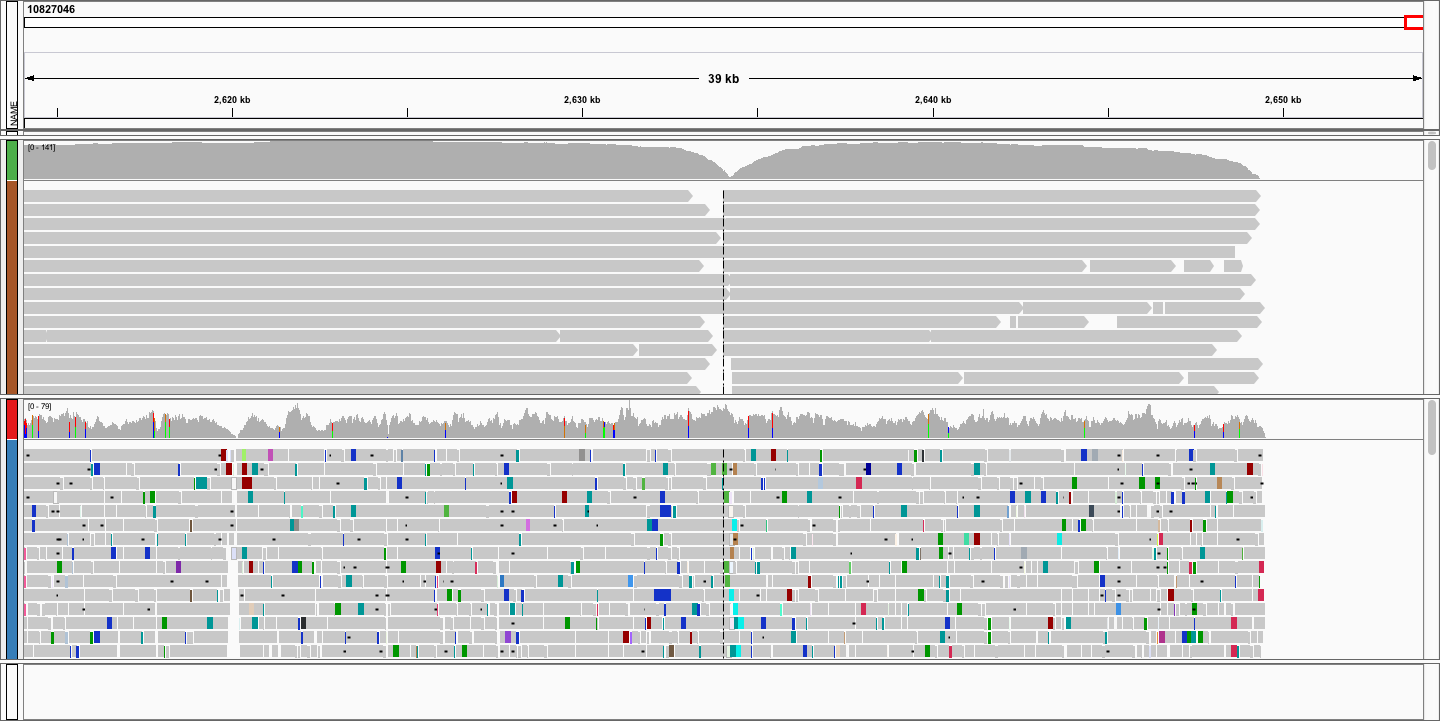 10827046
NAME
39 kb
2,620 kb
2,630 kb
2,640 kb
2,650 kb
[0 - 141]
[0 - 79]